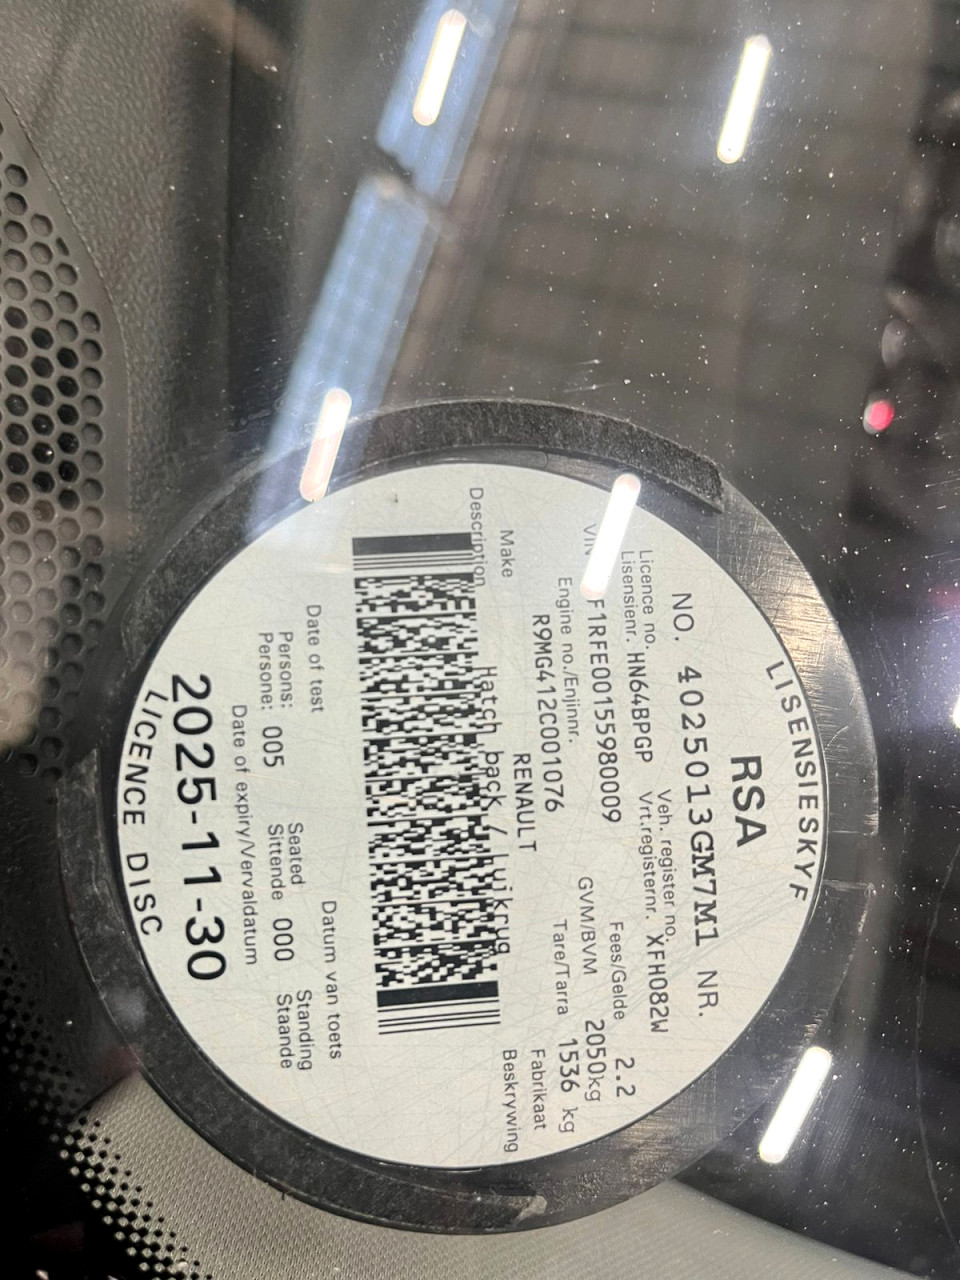 LISENSIESKYF
RSA
NO. 4025013GM7M1 NR.
Licence no. Veh. register no.
Lisensienr. HN64BPGP Vrt.registernr. XFH082W
F1RFE00155980009 Fees/Gelde 2.2
Engine no./Enjinnr. GVM/BVM 2050kg
R9MG412C001076 Tare/Tarra 1536 kg
Make RENAULT Fabrikaat
Description Hatch back / Luikrug Beskrywing
Date of test Datum van toets
Persons: Seated Standing
Persone: 005 Sittende 000 Staande
Date of expiry/Vervaldatum
2025-11-30
LICENCE DISC